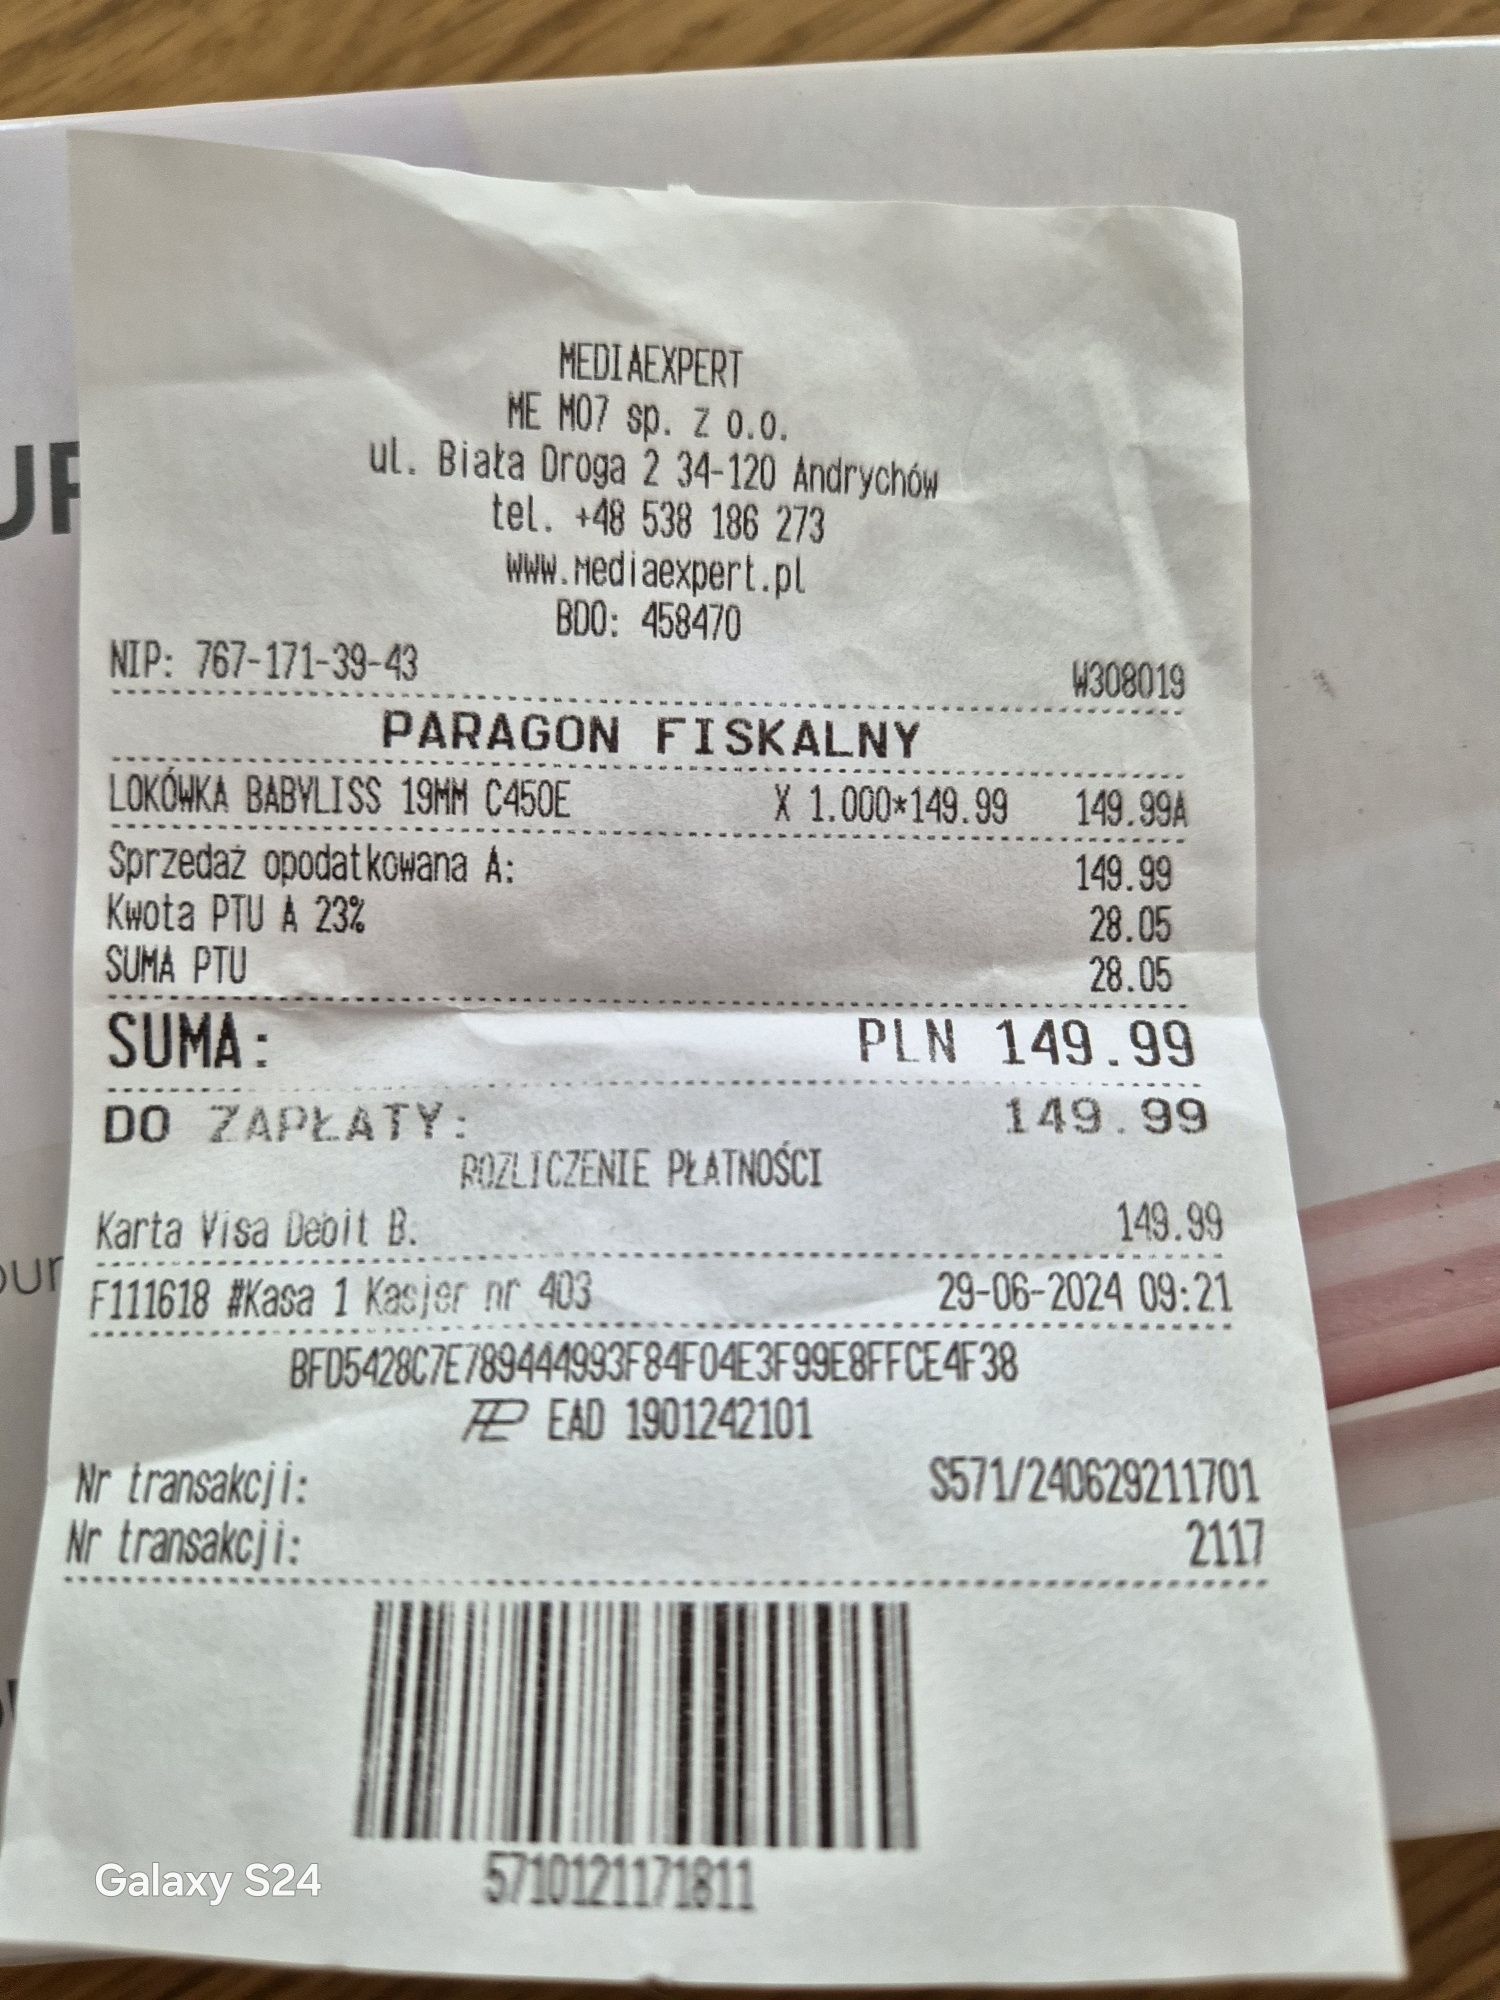 MEDIAEXPERT
ME M07 sp. z o.o.
ul. Biała Droga 2 34-120 Andrychów
tel. +48 538 186 273
www.mediaexpert.pl
BDO: 458470
NIP: 767-171-39-43 W308019
PARAGON FISKALNY
LOKÓWKA BABYLISS 19MM C450E X 1.000*149.99 149.99A
Sprzedaż opodatkowana A: 149.99
Kwota PTU A 23% 28.05
SUMA PTU 28.05
SUMA: PLN 149.99
DO ZAPŁATY: 149.99
ROZLICZENIE PŁATNOŚCI
Karta Visa Debit B. 149.99
F111618 #Kasa 1 Kasjer nr 403 29-06-2024 09:21
BFD5428C7E789444993F84F04E3F99E8FFCE4F38
EAD 1901242101
Nr transakcji: S571/240629211701
Nr transakcji: 2117
5710121171811
Galaxy S24